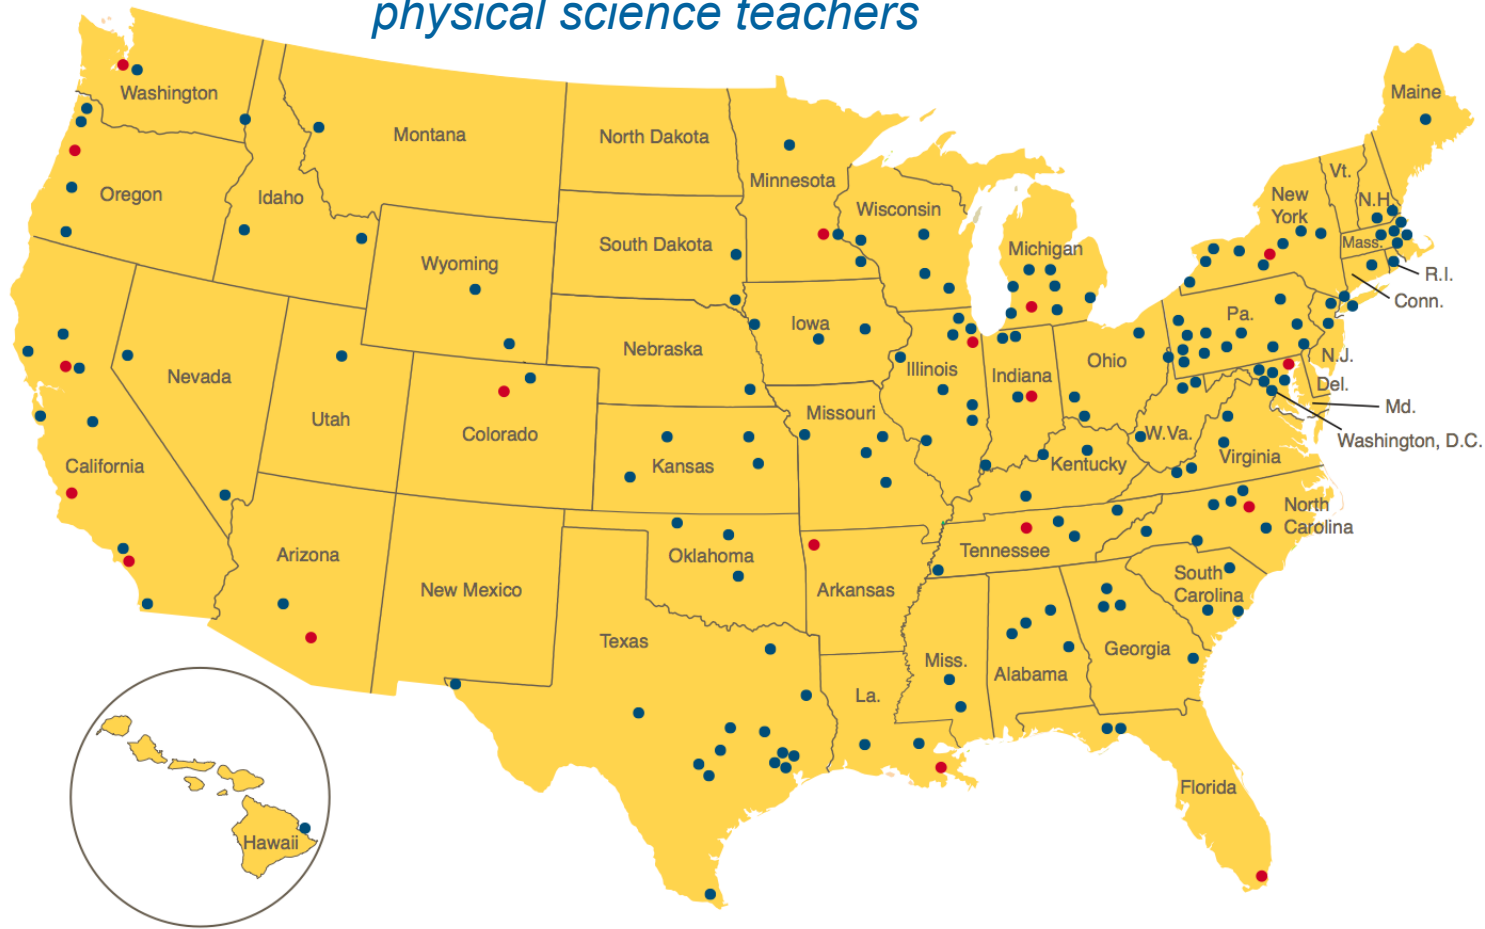 physical science teachers
Washington
Montana
North Dakota
Minnesota
Maine
Oregon
Idaho
Wisconsin
Vt.
N.H.
New
York
South Dakota
Wyoming
Michigan
Mass.
R.I.
Conn.
Iowa
Pa.
Nebraska
Nevada
Illinois
Indiana
Ohio
N.J.
Del.
Md.
Utah
Colorado
Missouri
W.Va.
Washington, D.C.
California
Kansas
Kentucky
Virginia
North
Carolina
Arizona
Oklahoma
Tennessee
New Mexico
Arkansas
South
Carolina
Texas
Miss.
Alabama
Georgia
La.
Florida
Hawaii